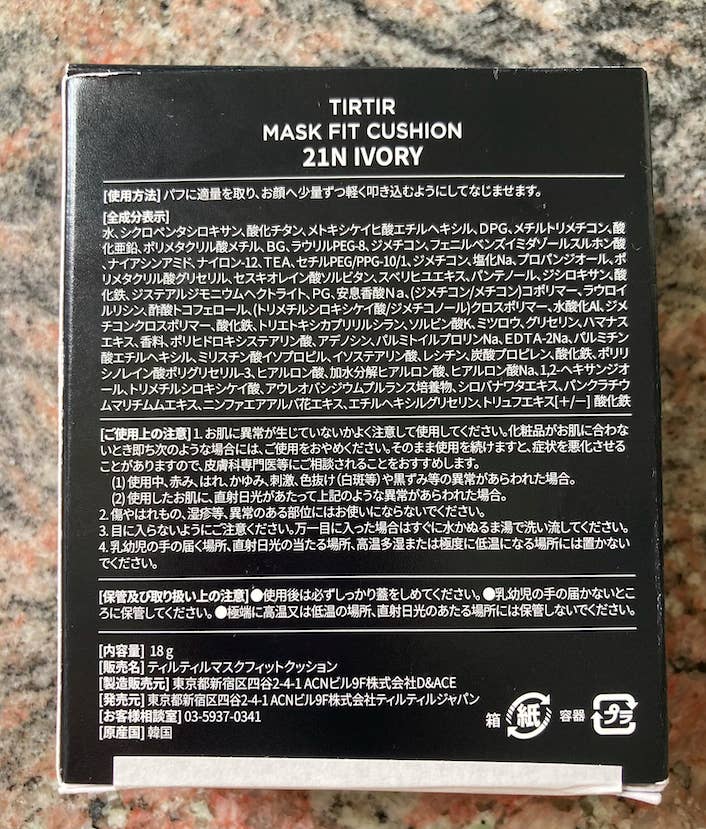 TIRTIR
MASK FIT CUSHION
21N IVORY
[使用方法] パフに適量を取り、お顔へ少量ずつ軽く叩き込むようにしてなじませます。
[全成分表示]
水、シクロペンタシロキサン、酸化チタン、メトキシケイヒ酸エチルヘキシル、DPG、メチルトリメチコン、酸
化亜鉛、ポリメタクリル酸メチル、BG、ラウリルPEG-8、ジメチコン、フェニルベンズイミダゾールスルホン酸
、ナイアシンアミド、ナイロン-12、TEA、セチルPEG/PPG-10/1、ジメチコン、塩化Na、プロパンジオール、ポ
リメタクリル酸グリセリル、セスキオレイン酸ソルビタン、スベリヒユエキス、パンテノール、ジシロキサン、酸
化鉄、ジステアルジモニウムヘクトライト、PG、安息香酸Na、(ジメチコン/メチコン)コポリマー、ラウロイ
ルリシン、酢酸トコフェロール、(トリメチルシロキシケイ酸/ジメチコノール)クロスポリマー、水酸化Al、ジメ
チコンクロスポリマー、酸化鉄、トリエトキシカプリリルシラン、ソルビン酸K、ミツロウ、グリセリン、ハマナス
エキス、香料、ポリヒドロキシステアリン酸、アデノシン、パルミトイルプロリンNa、EDTA-2Na、パルミチン
酸エチルヘキシル、ミリスチン酸イソプロピル、イソステアリン酸、レシチン、炭酸プロピレン、酸化鉄、ポリリ
シノレイン酸ポリグリセリル-3、ヒアルロン酸、加水分解ヒアルロン酸、ヒアルロン酸Na、1,2-ヘキサンジオ
ール、トリメチルシロキシケイ酸、アウレオバシジウムプルランス培養物、シロバナワタエキス、パンクラチウ
ムマリチムムエキス、ニンファエアアルバ花エキス、エチルヘキシルグリセリン、トリュフエキス[+/−] 酸化鉄
[ご使用上の注意] 1. お肌に異常が生じていないかよく注意して使用してください。化粧品がお肌に合わな
いとき即ち次のような場合には、ご使用をおやめください。そのまま使用を続けますと、症状を悪化させる
ことがありますので、皮膚科専門医等にご相談されることをおすすめします。
(1) 使用中、赤み、はれ、かゆみ、刺激、色抜け(白斑等)や黒ずみ等の異常があらわれた場合。
(2) 使用したお肌に、直射日光があたって上記のような異常があらわれた場合。
2. 傷やはれもの、湿疹等、異常のある部位にはお使いにならないでください。
3. 目に入らないようにご注意ください。万一目に入った場合はすぐに水かぬるま湯で洗い流してください。
4. 乳幼児の手の届く場所、直射日光の当たる場所、高温多湿または極度に低温になる場所には置かない
でください。
[保管及び取り扱い上の注意] ●使用後は必ずしっかり蓋をしめてください。●乳幼児の手の届かないとこ
ろに保管してください。●極端に高温又は低温の場所、直射日光のあたる場所には保管しないでください。
[内容量] 18 g
[販売名] ティルティルマスクフィットクッション
[製造販売元] 東京都新宿区四谷2-4-1 ACNビル9F株式会社D&ACE
[発売元] 東京都新宿区四谷2-4-1 ACNビル9F株式会社ティルティルジャパン
[お客様相談室] 03-5937-0341
[原産国] 韓国
箱 紙 容器 プラ